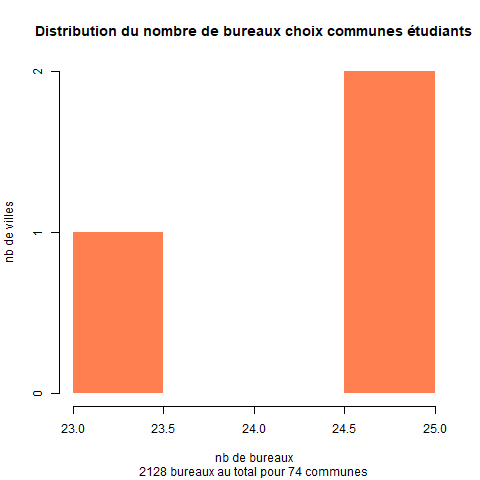 Distribution du nombre de bureaux choix communes étudiants
nb de villes
2
1
0
23.0 23.5 24.0 24.5 25.0
nb de bureaux
2128 bureaux au total pour 74 communes